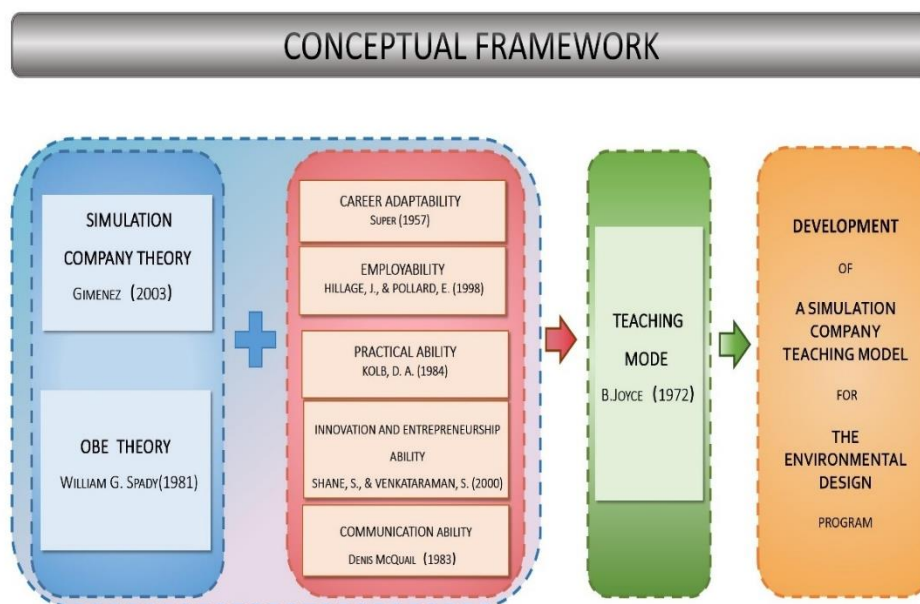 CONCEPTUAL FRAMEWORK
SIMULATION
COMPANY THEORY
GIMENEZ (2003)
OBE THEORY
WILLIAM G. SPADY(1981)
CAREER ADAPTABILITY
SUPER (1957)
EMPLOYABILITY
HILLAGE, J., & POLLARD, E. (1998)
PRACTICAL ABILITY
KOLB, D. A. (1984)
INNOVATION AND ENTREPRENEURSHIP
ABILITY
SHANE, S., & VENKATARAMAN, S. (2000)
COMMUNICATION ABILITY
DENIS MCQUAIL (1983)
TEACHING
MODE
B.JOYCE (1972)
DEVELOPMENT
OF
A SIMULATION
COMPANY
TEACHING MODEL
FOR
THE
ENVIRONMENTAL
DESIGN
PROGRAM